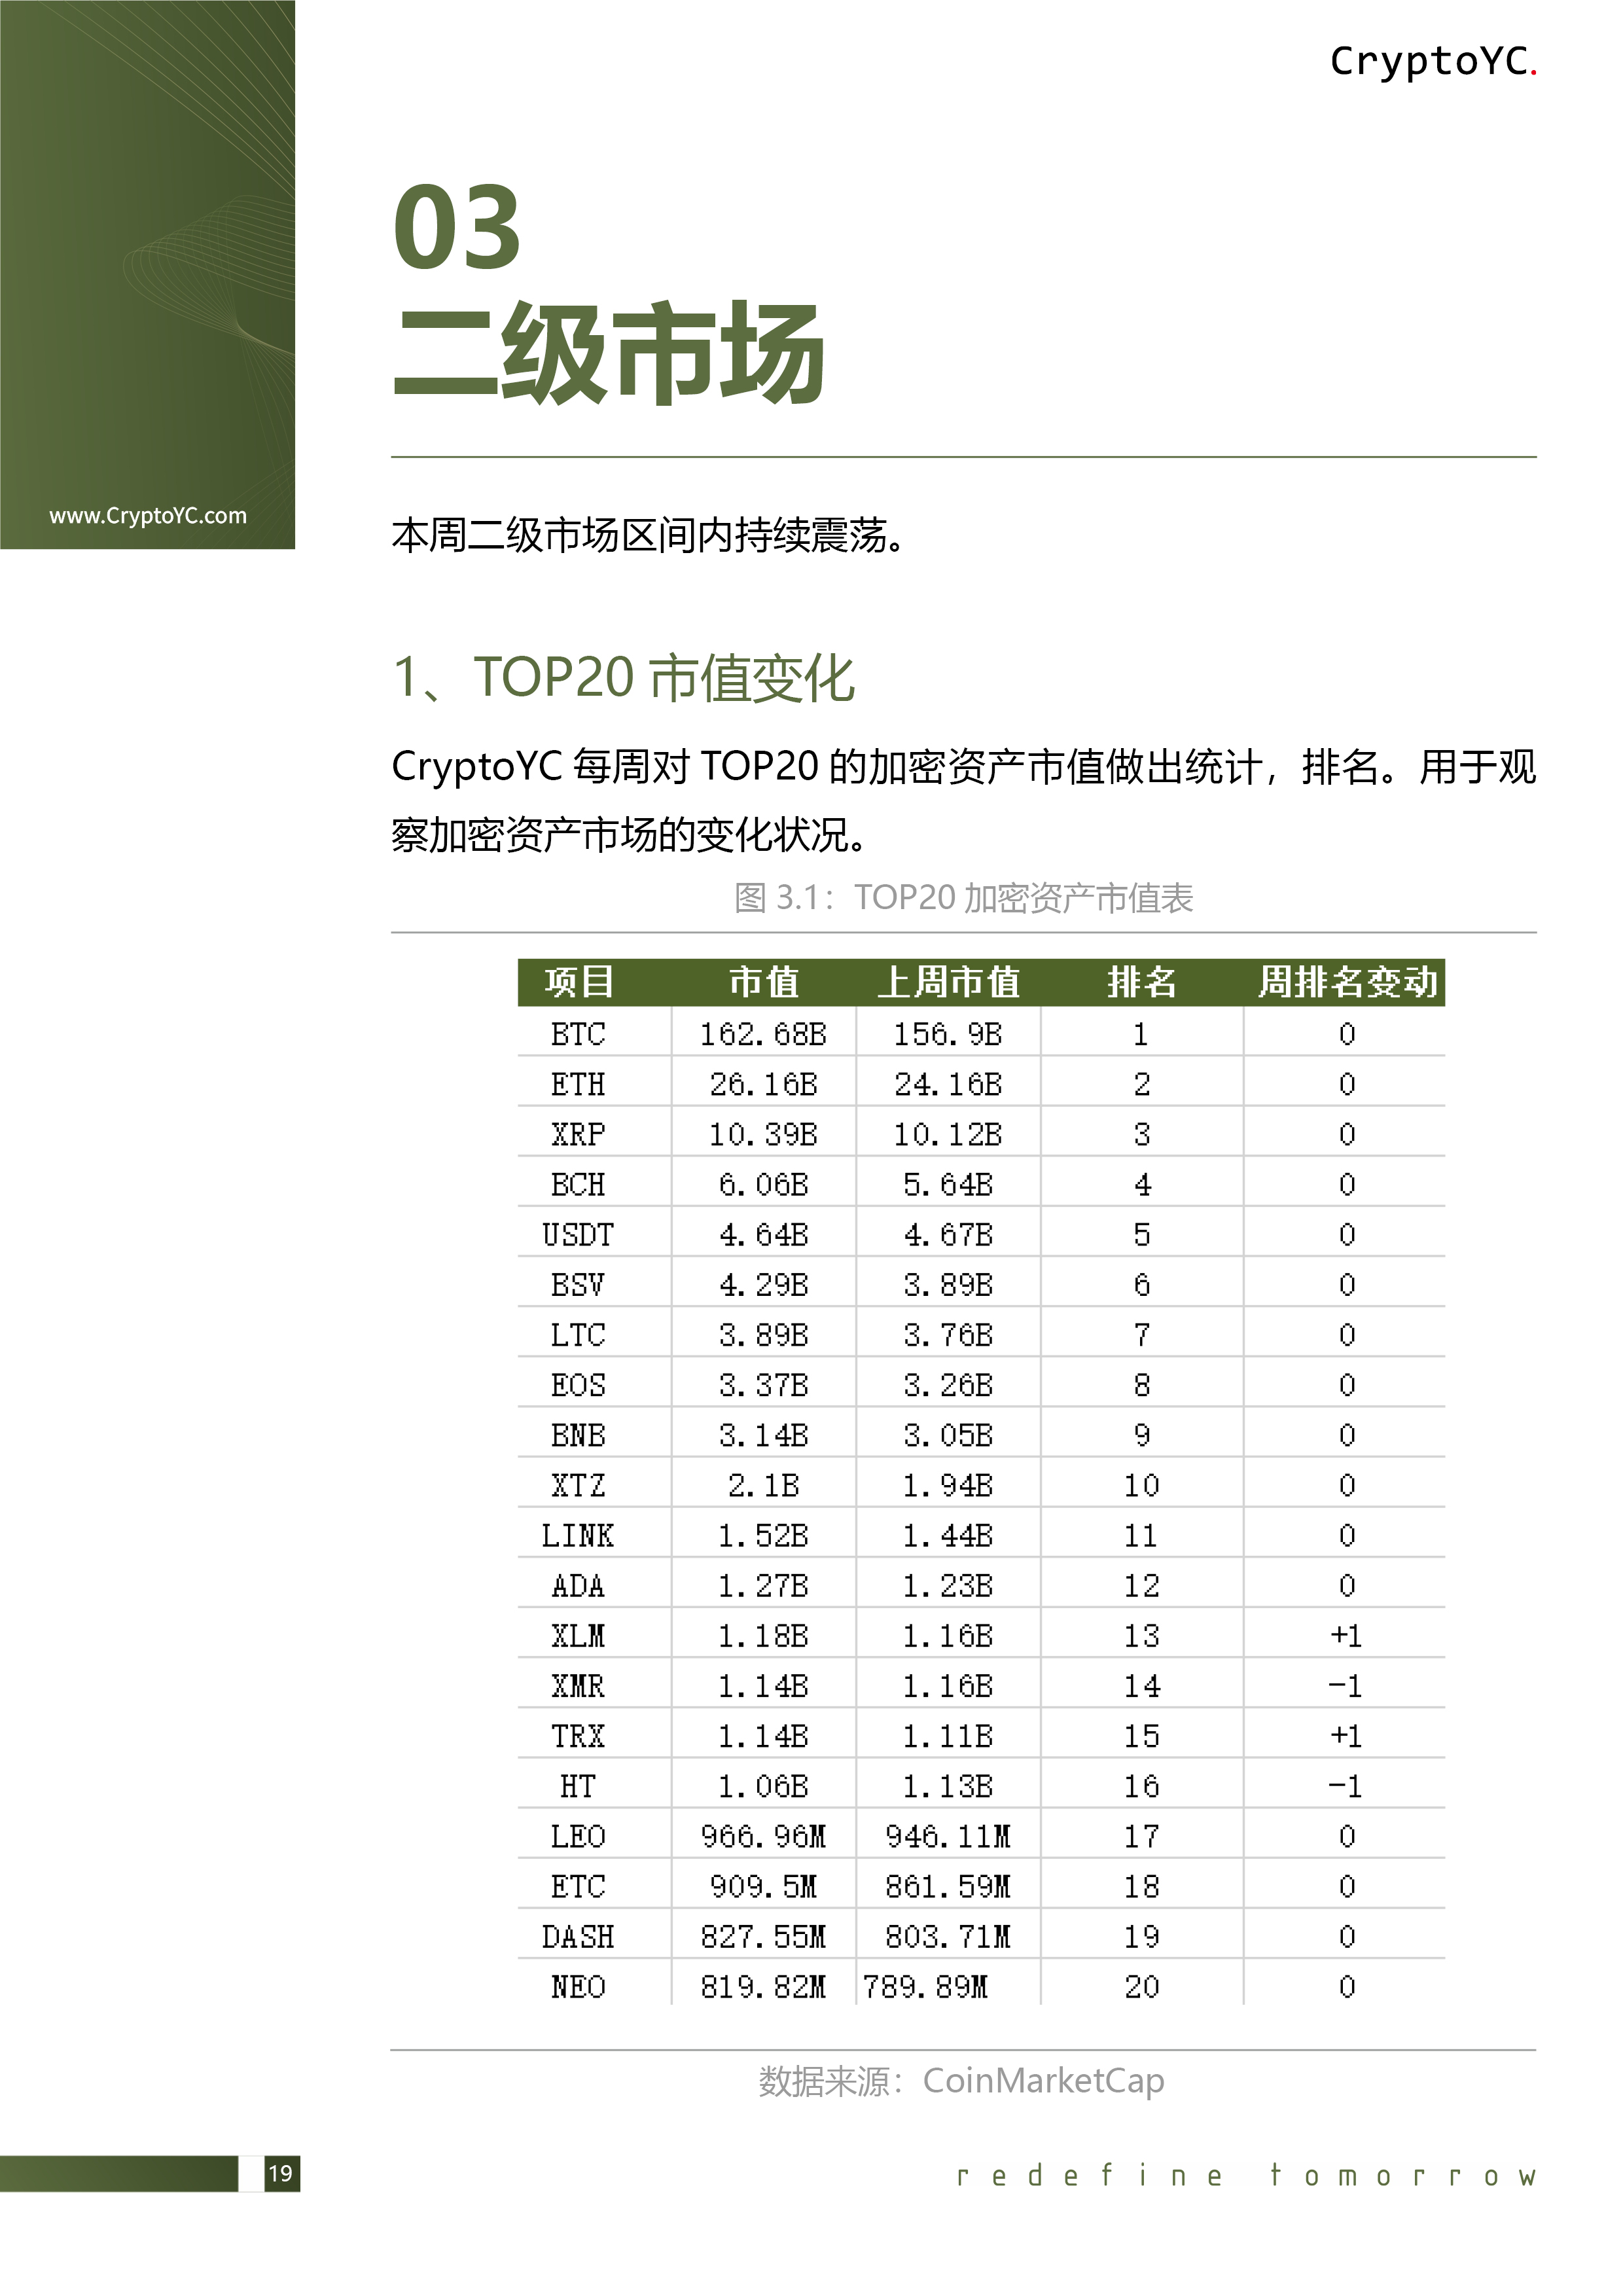 CryptoYC.
03
二级市场
www.CryptoYC.com
本周二级市场区间内持续震荡。
1、TOP20 市值变化
CryptoYC 每周对 TOP20 的加密资产市值做出统计，排名。用于观
察加密资产市场的变化状况。
图 3.1：TOP20 加密资产市值表
项目 市值 上周市值 排名 周排名变动
BTC 162.68B 156.9B 1 0
ETH 26.16B 24.16B 2 0
XRP 10.39B 10.12B 3 0
BCH 6.06B 5.64B 4 0
USDT 4.64B 4.67B 5 0
BSV 4.29B 3.89B 6 0
LTC 3.89B 3.76B 7 0
EOS 3.37B 3.26B 8 0
BNB 3.14B 3.05B 9 0
XTZ 2.1B 1.94B 10 0
LINK 1.52B 1.44B 11 0
ADA 1.27B 1.23B 12 0
XLM 1.18B 1.16B 13 +1
XMR 1.14B 1.16B 14 -1
TRX 1.14B 1.11B 15 +1
HT 1.06B 1.13B 16 -1
LEO 966.96M 946.11M 17 0
ETC 909.5M 861.59M 18 0
DASH 827.55M 803.71M 19 0
NEO 819.82M 789.89M 20 0
数据来源：CoinMarketCap
19
redefine tomorrow